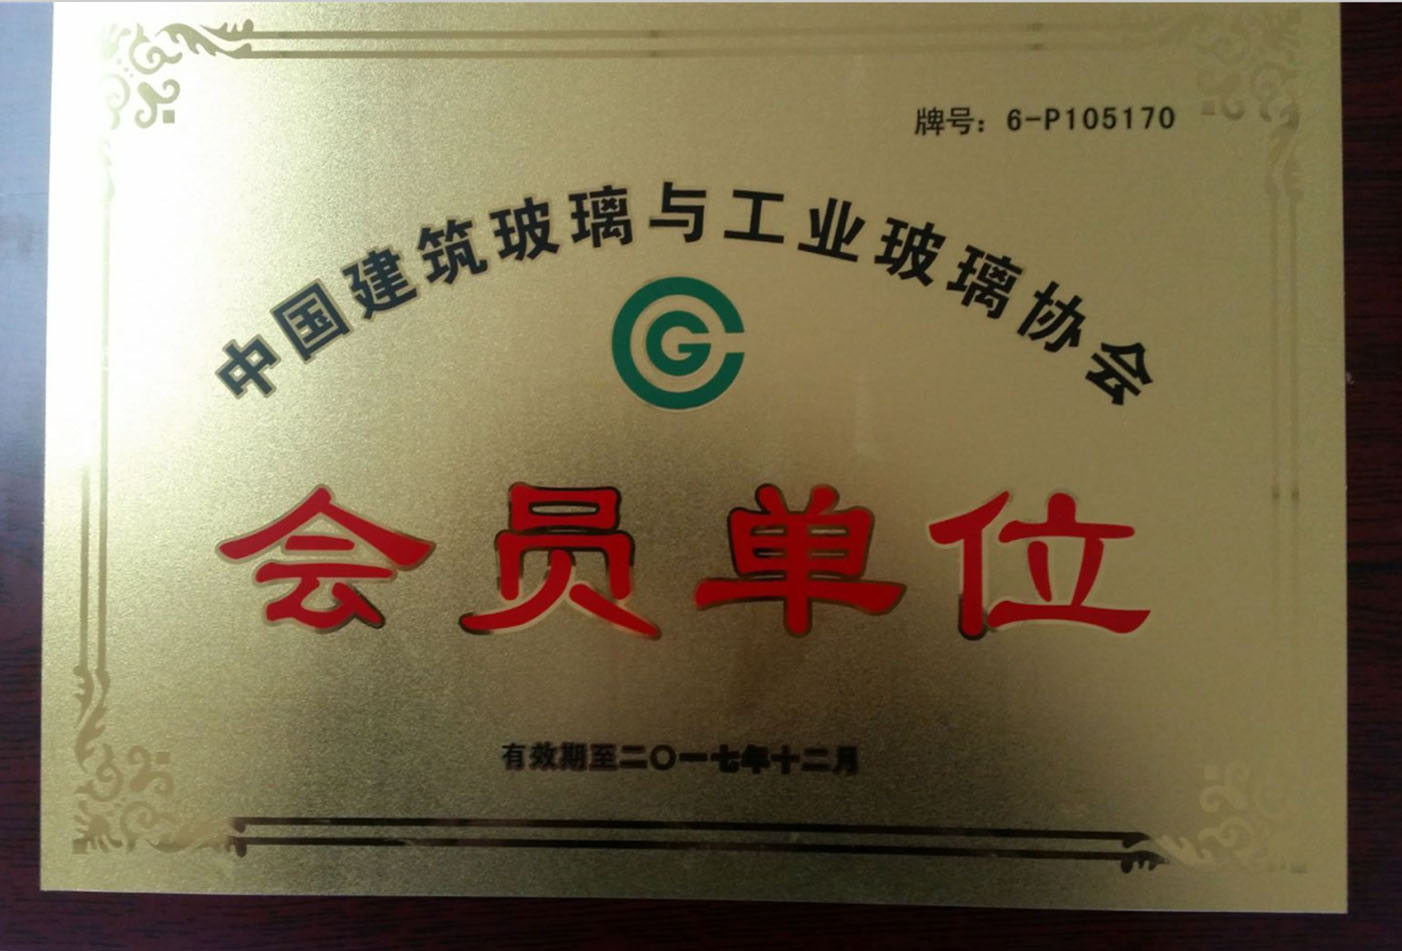 牌号：6-P105170
中国建筑玻璃与工业玻璃协会
CG
会员单位
有效期至二〇一七年十二月